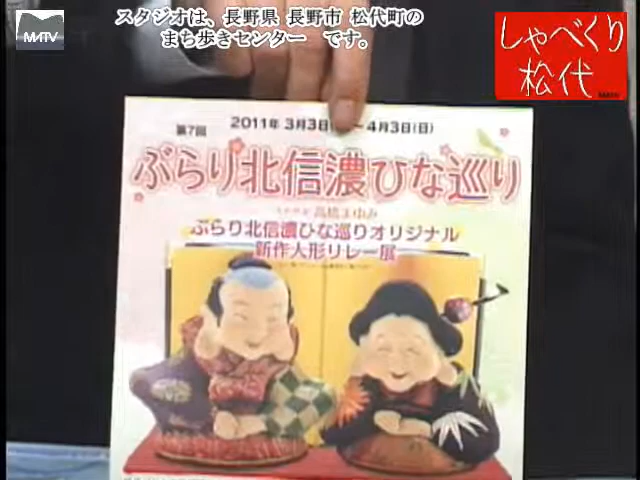 MATV
スタジオは、長野県 長野市 松代町の
まち歩きセンター　です。
しゃべくり
松代
第7回
2011年 3月3日
4月3日(日)
ぶらり北信濃ひな巡り
高橋まゆみ
ぶらり北信濃ひな巡りオリジナル
新作人形リレー展